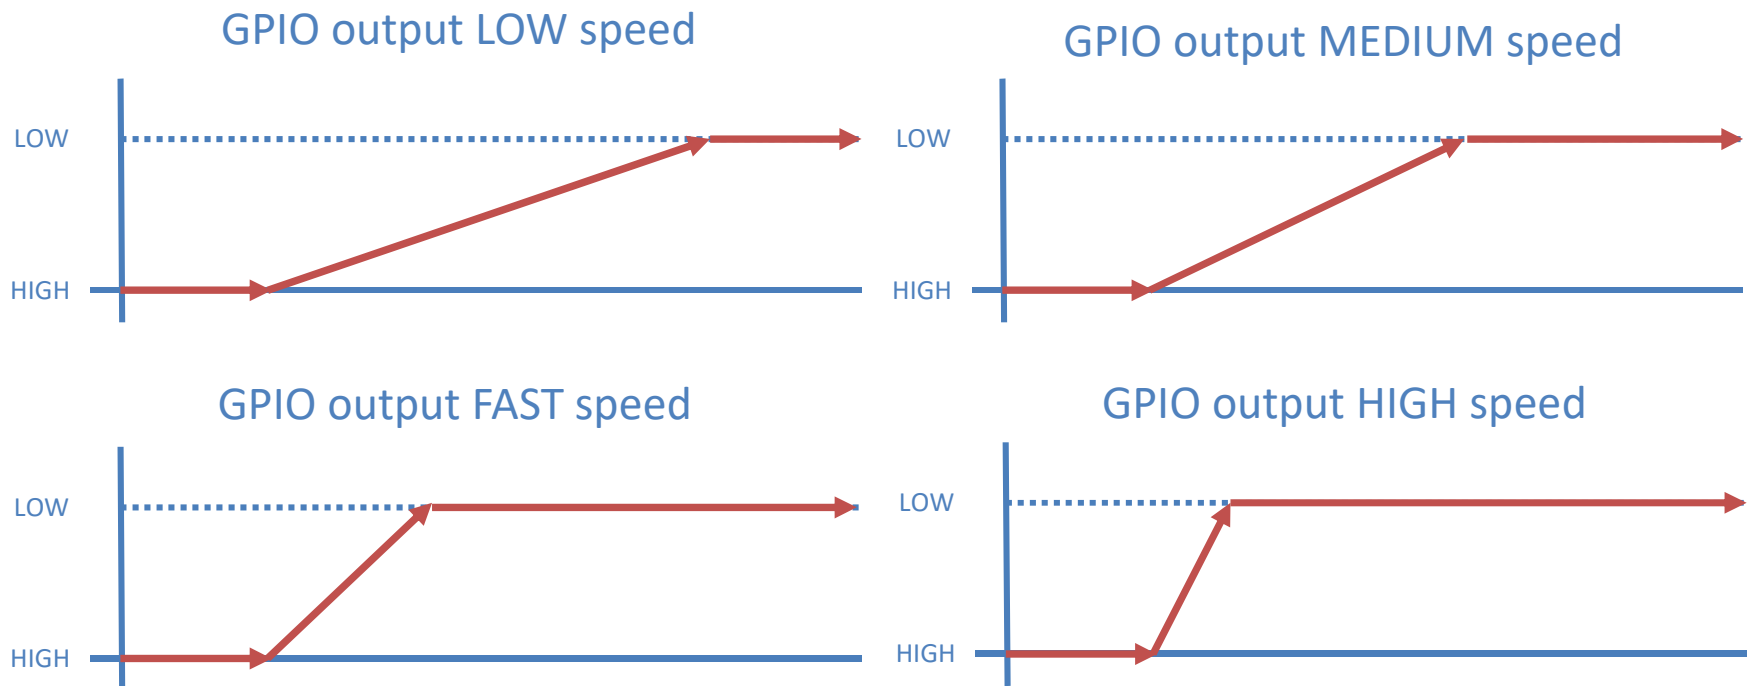 GPIO output LOW speed
LOW
HIGH
GPIO output MEDIUM speed
LOW
HIGH
GPIO output FAST speed
LOW
HIGH
GPIO output HIGH speed
LOW
HIGH